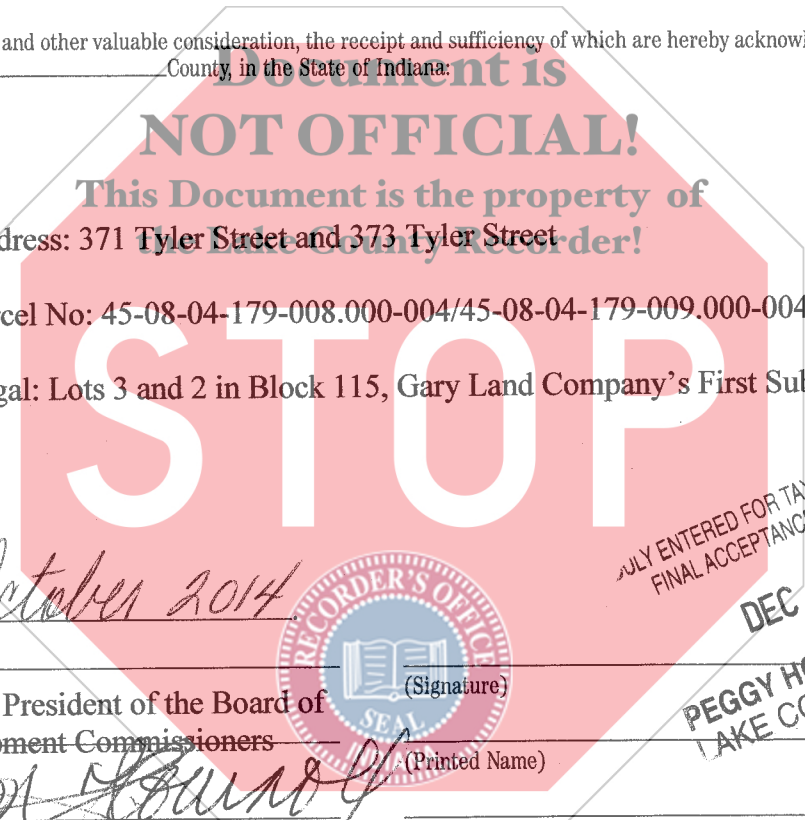 and other valuable consideration, the receipt and sufficiency of which are hereby acknowl
County, in the State of Indiana:
Document is
NOT OFFICIAL!
This Document is the property of
the Lake County Recorder!
dress: 371 Tyler Street and 373 Tyler Street
cel No: 45-08-04-179-008.000-004/45-08-04-179-009.000-004
gal: Lots 3 and 2 in Block 115, Gary Land Company's First Sub
STOP
ULY ENTERED FOR TAX
FINAL ACCEPTANCE
DEC
ctober 2014
RECORDER'S OFFICE
SEAL
(Signature)
President of the Board of
pment Commissioners
(Printed Name)
PEGGY HO
LAKE CO